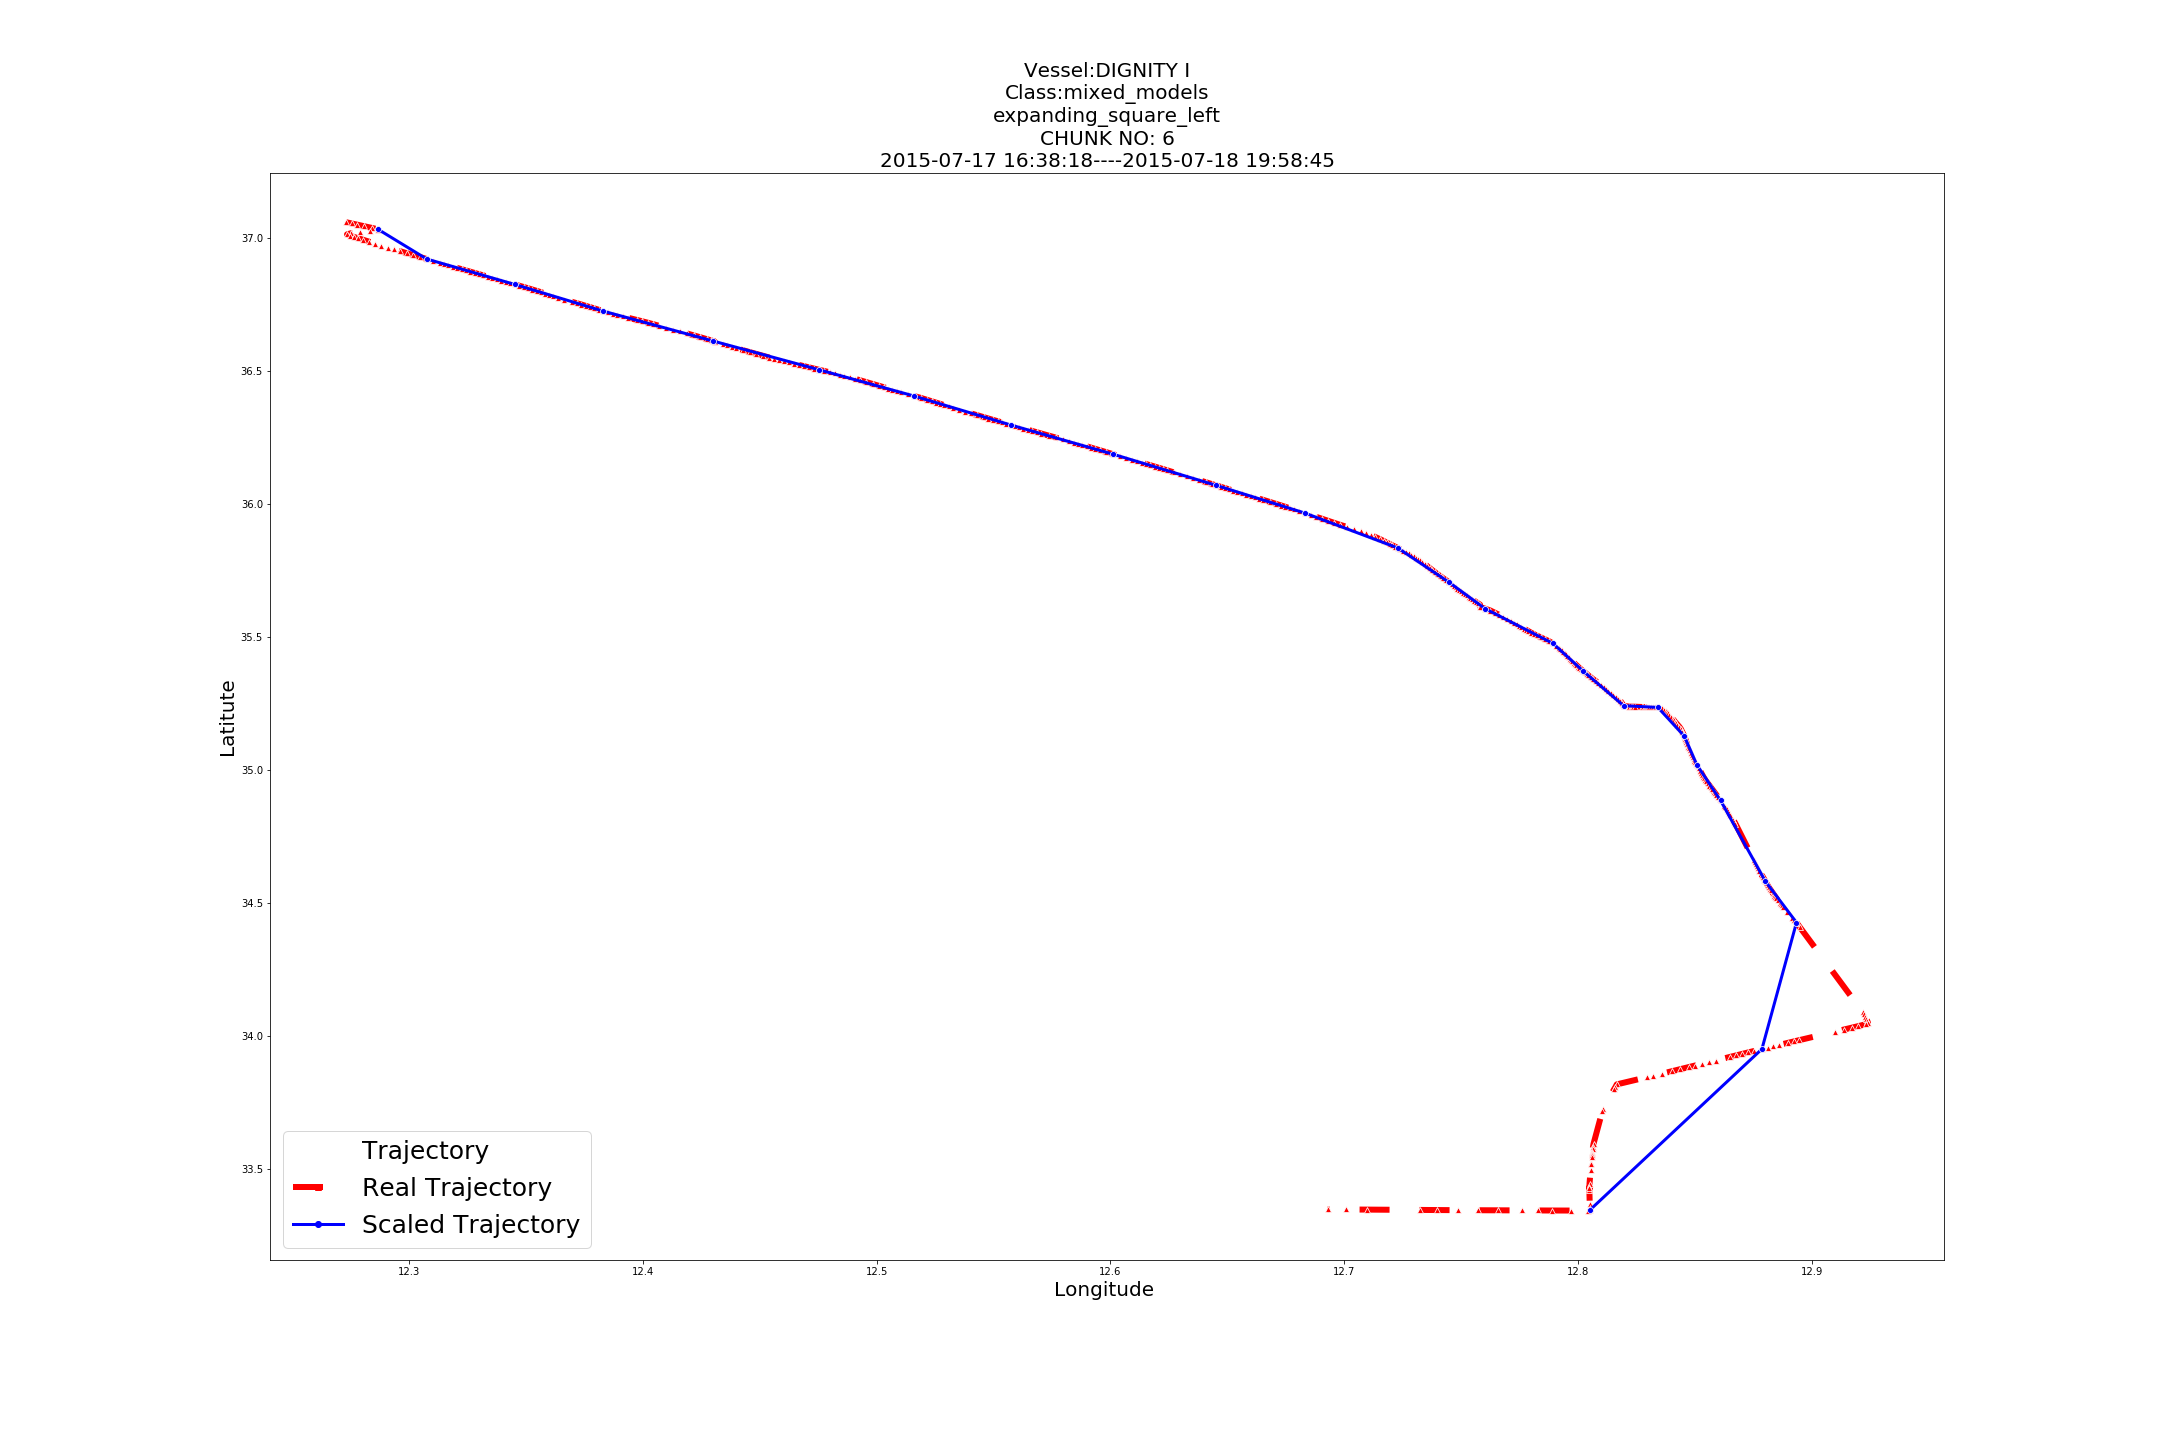 Vessel:DIGNITY I
Class:mixed_models
expanding_square_left
CHUNK NO: 6
2015-07-17 16:38:18----2015-07-18 19:58:45
37.0
36.5
36.0
35.5
35.0
34.5
34.0
33.5
Latitute
Trajectory
Real Trajectory
Scaled Trajectory
12.3 12.4 12.5 12.6 12.7 12.8 12.9
Longitude